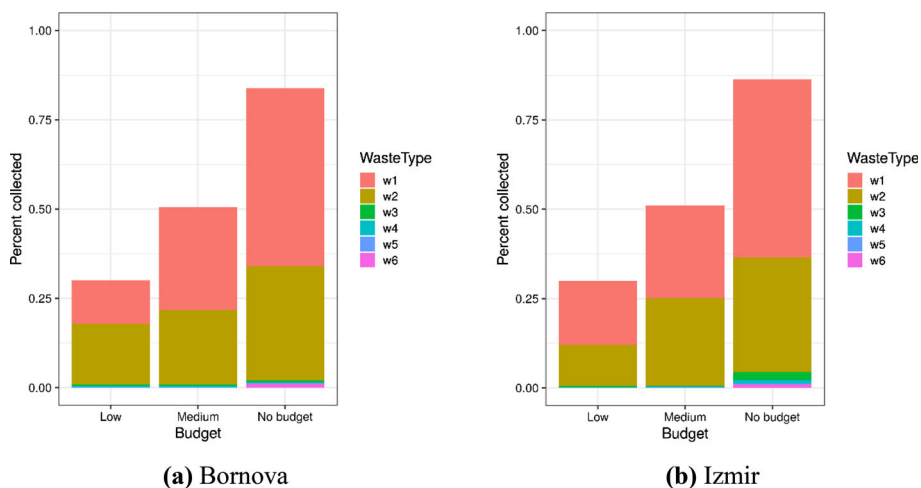 Percent collected
1.00
0.75
0.50
0.25
0.00
Low
Medium
No budget
Budget
WasteType
w1
w2
w3
w4
w5
w6
(a) Bornova
Percent collected
1.00
0.75
0.50
0.25
0.00
Low
Medium
No budget
Budget
WasteType
w1
w2
w3
w4
w5
w6
(b) Izmir